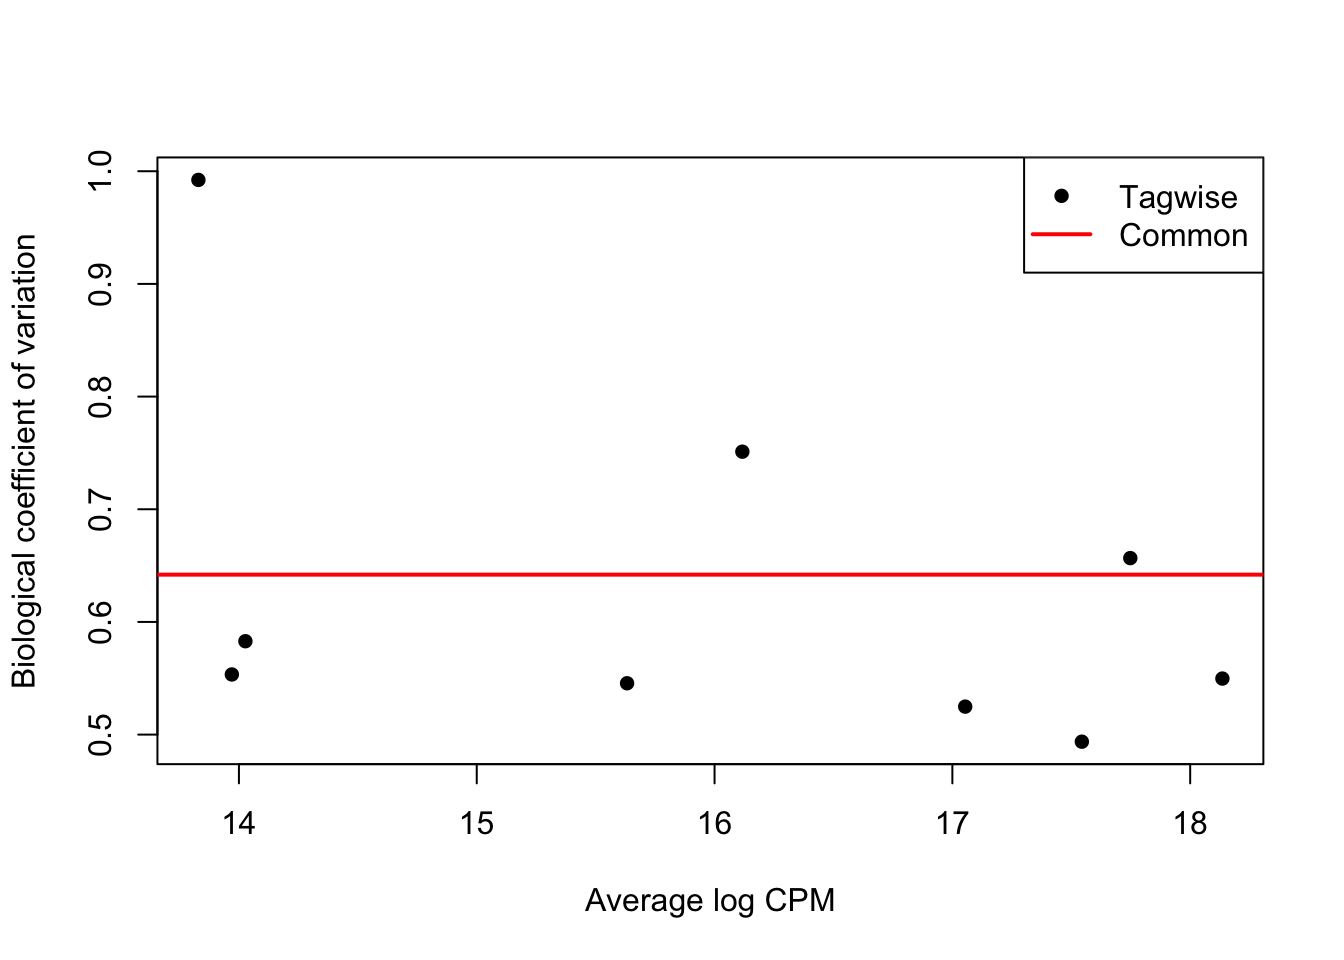 Tagwise
Common
Biological coefficient of variation
1.0
0.9
0.8
0.7
0.6
0.5
14 15 16 17 18
Average log CPM